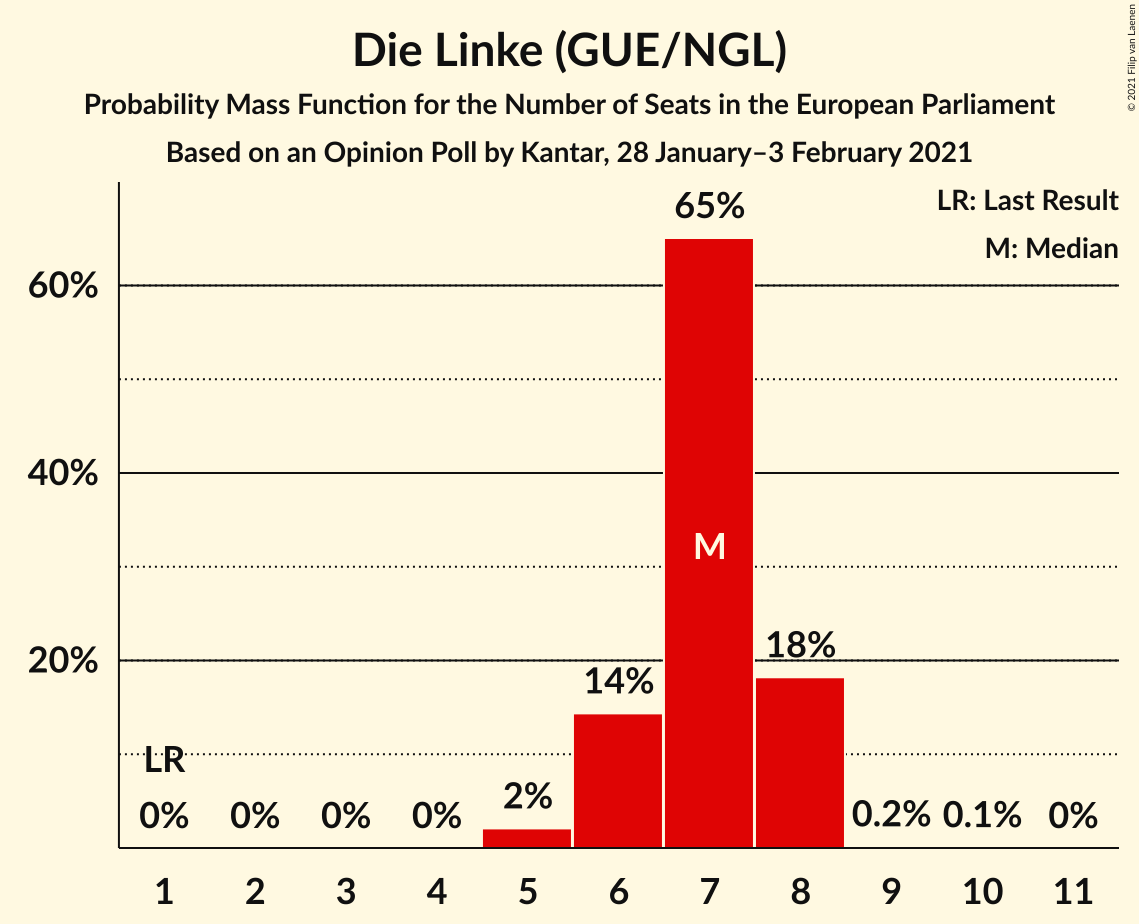 Die Linke (GUE/NGL)
Probability Mass Function for the Number of Seats in the European Parliament
Based on an Opinion Poll by Kantar, 28 January–3 February 2021
© 2021 Filip van Laenen
LR: Last Result
M: Median
60%
40%
20%
65%
M
18%
14%
LR
2%
0% 0% 0% 0% 0.2% 0.1% 0%
1 2 3 4 5 6 7 8 9 10 11